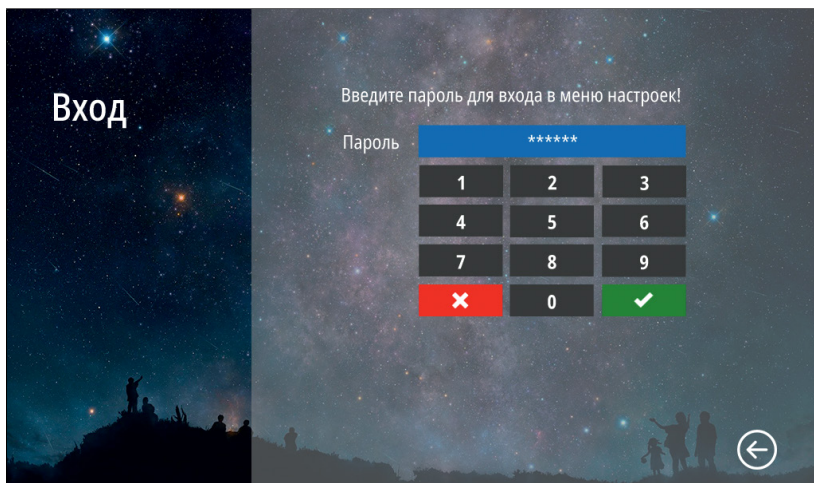 Вход
Введите пароль для входа в меню настроек!
Пароль ******
1 2 3
4 5 6
7 8 9
0